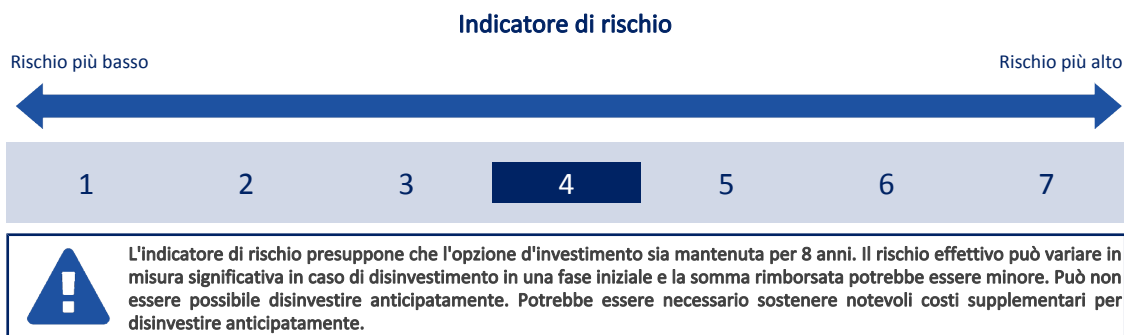 Indicatore di rischio
Rischio più basso
Rischio più alto
1 2 3 4 5 6 7
L'indicatore di rischio presuppone che l'opzione d'investimento sia mantenuta per 8 anni. Il rischio effettivo può variare in
misura significativa in caso di disinvestimento in una fase iniziale e la somma rimborsata potrebbe essere minore. Può non
essere possibile disinvestire anticipatamente. Potrebbe essere necessario sostenere notevoli costi supplementari per
disinvestire anticipatamente.